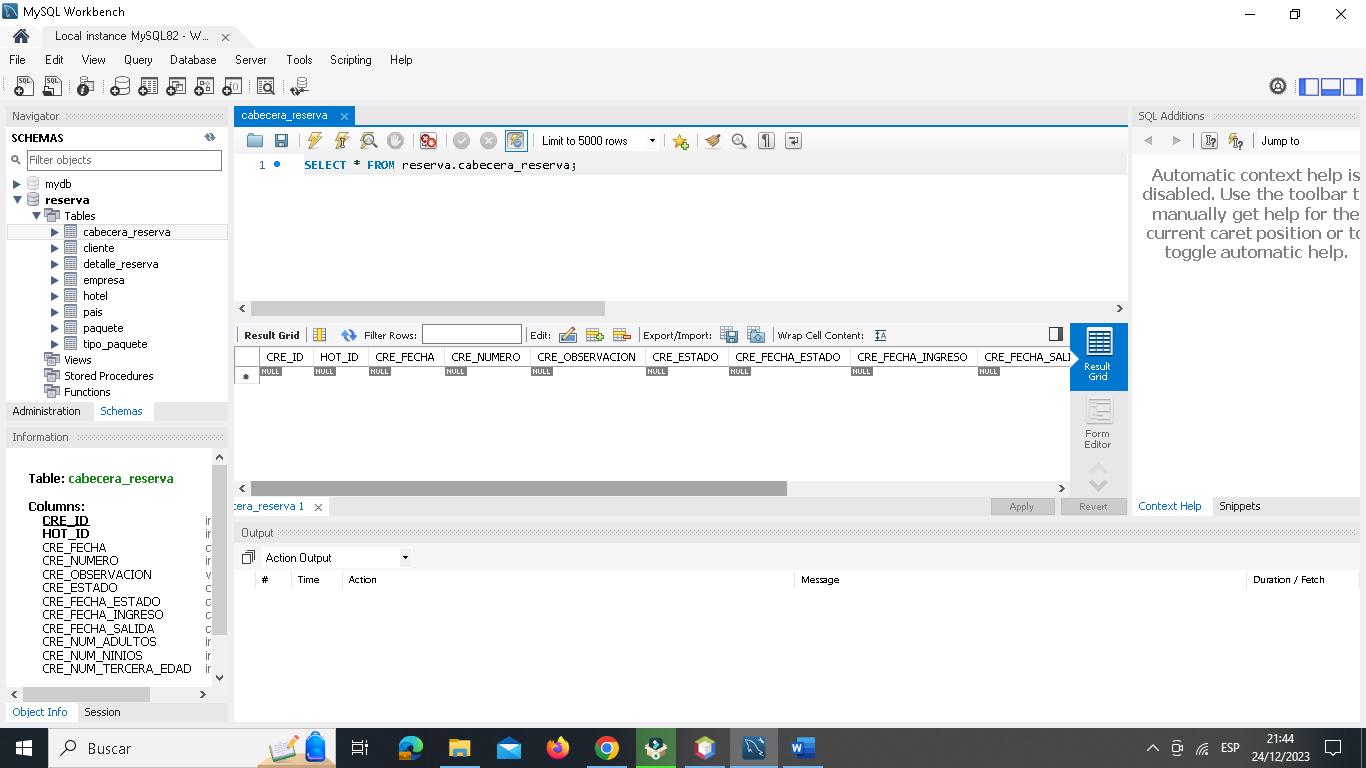 MySQL Workbench
Local instance MySQL82 - W...
File Edit View Query Database Server Tools Scripting Help
Navigator
SCHEMAS
Filter objects
mydb
reserva
Tables
cabecera_reserva
cliente
detalle_reserva
empresa
hotel
pais
paquete
tipo_paquete
Views
Stored Procedures
Functions
Administration Schemas
Information
Table: cabecera_reserva
Columns:
CRE_ID
HOT_ID
CRE_FECHA
CRE_NUMERO
CRE_OBSERVACION
CRE_ESTADO
CRE_FECHA_ESTADO
CRE_FECHA_INGRESO
CRE_FECHA_SALIDA
CRE_NUM_ADULTOS
CRE_NUM_NINIOS
CRE_NUM_TERCERA_EDAD
Object Info Session
cabecera_reserva
Limit to 5000 rows
1 SELECT * FROM reserva.cabecera_reserva;
Result Grid Filter Rows: Edit: Export/Import: Wrap Cell Content:
CRE_ID HOT_ID CRE_FECHA CRE_NUMERO CRE_OBSERVACION CRE_ESTADO CRE_FECHA_ESTADO CRE_FECHA_INGRESO CRE_FECHA_SALI
NULL NULL NULL NULL NULL NULL NULL NULL NULL
Result Grid
Form Editor
cera_reserva 1
Apply Revert
Output
Action Output
# Time Action Message Duration / Fetch
SQL Additions
Jump to
Automatic context help is
disabled. Use the toolbar t
manually get help for the
current caret position or to
toggle automatic help.
Context Help Snippets
Buscar
ESP
21:44
24/12/2023